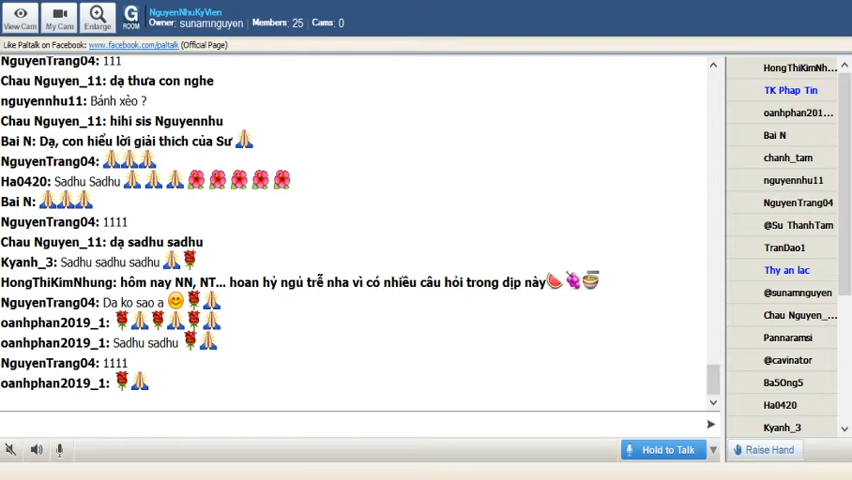 View Cam
My Cam
Enlarge
G
ROOM
NguyenNhuKyVien
Owner: sunamnguyen Members: 25 Cams: 0
Like Paltalk on Facebook: www.facebook.com/paltalk (Official Page)
NguyenTrang04: 111
Chau Nguyen_11: dạ thưa con nghe
nguyennhu11: Bánh xèo ?
Chau Nguyen_11: hihi sis Nguyennhu
Bai N: Dạ, con hiểu lời giải thích của Sư 🙏
NguyenTrang04: 🙏🙏🙏
Ha0420: Sadhu Sadhu 🙏🙏🙏🌺🌺🌺🌺🌺
Bai N: 🙏🙏🙏
NguyenTrang04: 1111
Chau Nguyen_11: dạ sadhu sadhu
Kyanh_3: Sadhu sadhu sadhu 🙏🌹
HongThiKimNhung: hôm nay NN, NT... hoan hỷ ngủ trễ nha vì có nhiều câu hỏi trong dịp này🍉🍇🍜
NguyenTrang04: Da ko sao a 😊🌹🙏
oanhphan2019_1: 🌹🙏🌹🙏🌹🙏
oanhphan2019_1: Sadhu sadhu 🌹🙏
NguyenTrang04: 1111
oanhphan2019_1: 🌹🙏
Hold to Talk
HongThiKimNh...
TK Phap Tin
oanhphan201...
Bai N
chanh_tam
nguyennhu11
NguyenTrang04
@Su ThanhTam
TranDao1
Thy an lac
@sunamnguyen
Chau Nguyen_...
Pannaramsi
@cavinator
Ba5Ong5
Ha0420
Kyanh_3
Raise Hand